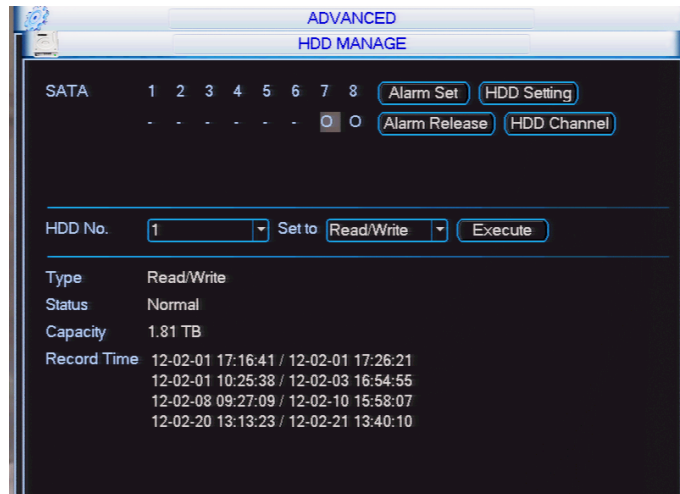 ADVANCED
HDD MANAGE
SATA 1 2 3 4 5 6 7 8 Alarm Set HDD Setting
- - - - - - O O Alarm Release HDD Channel
HDD No. 1 Set to Read/Write Execute
Type Read/Write
Status Normal
Capacity 1.81 TB
Record Time 12-02-01 17:16:41 / 12-02-01 17:26:21
12-02-01 10:25:38 / 12-02-03 16:54:55
12-02-08 09:27:09 / 12-02-10 15:58:07
12-02-20 13:13:23 / 12-02-21 13:40:10